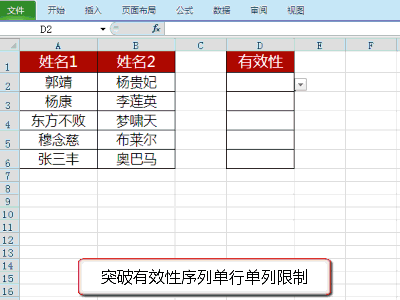 文件 开始 插入 页面布局 公式 数据 审阅 视图
D2 fx
A B C D E F
1 姓名1 姓名2 有效性
2 郭靖 杨贵妃
3 杨康 李莲英
4 东方不败 梦啸天
5 穆念慈 布莱尔
6 张三丰 奥巴马
7
8
9
10
11
12
13
14
15
16
突破有效性序列单行单列限制